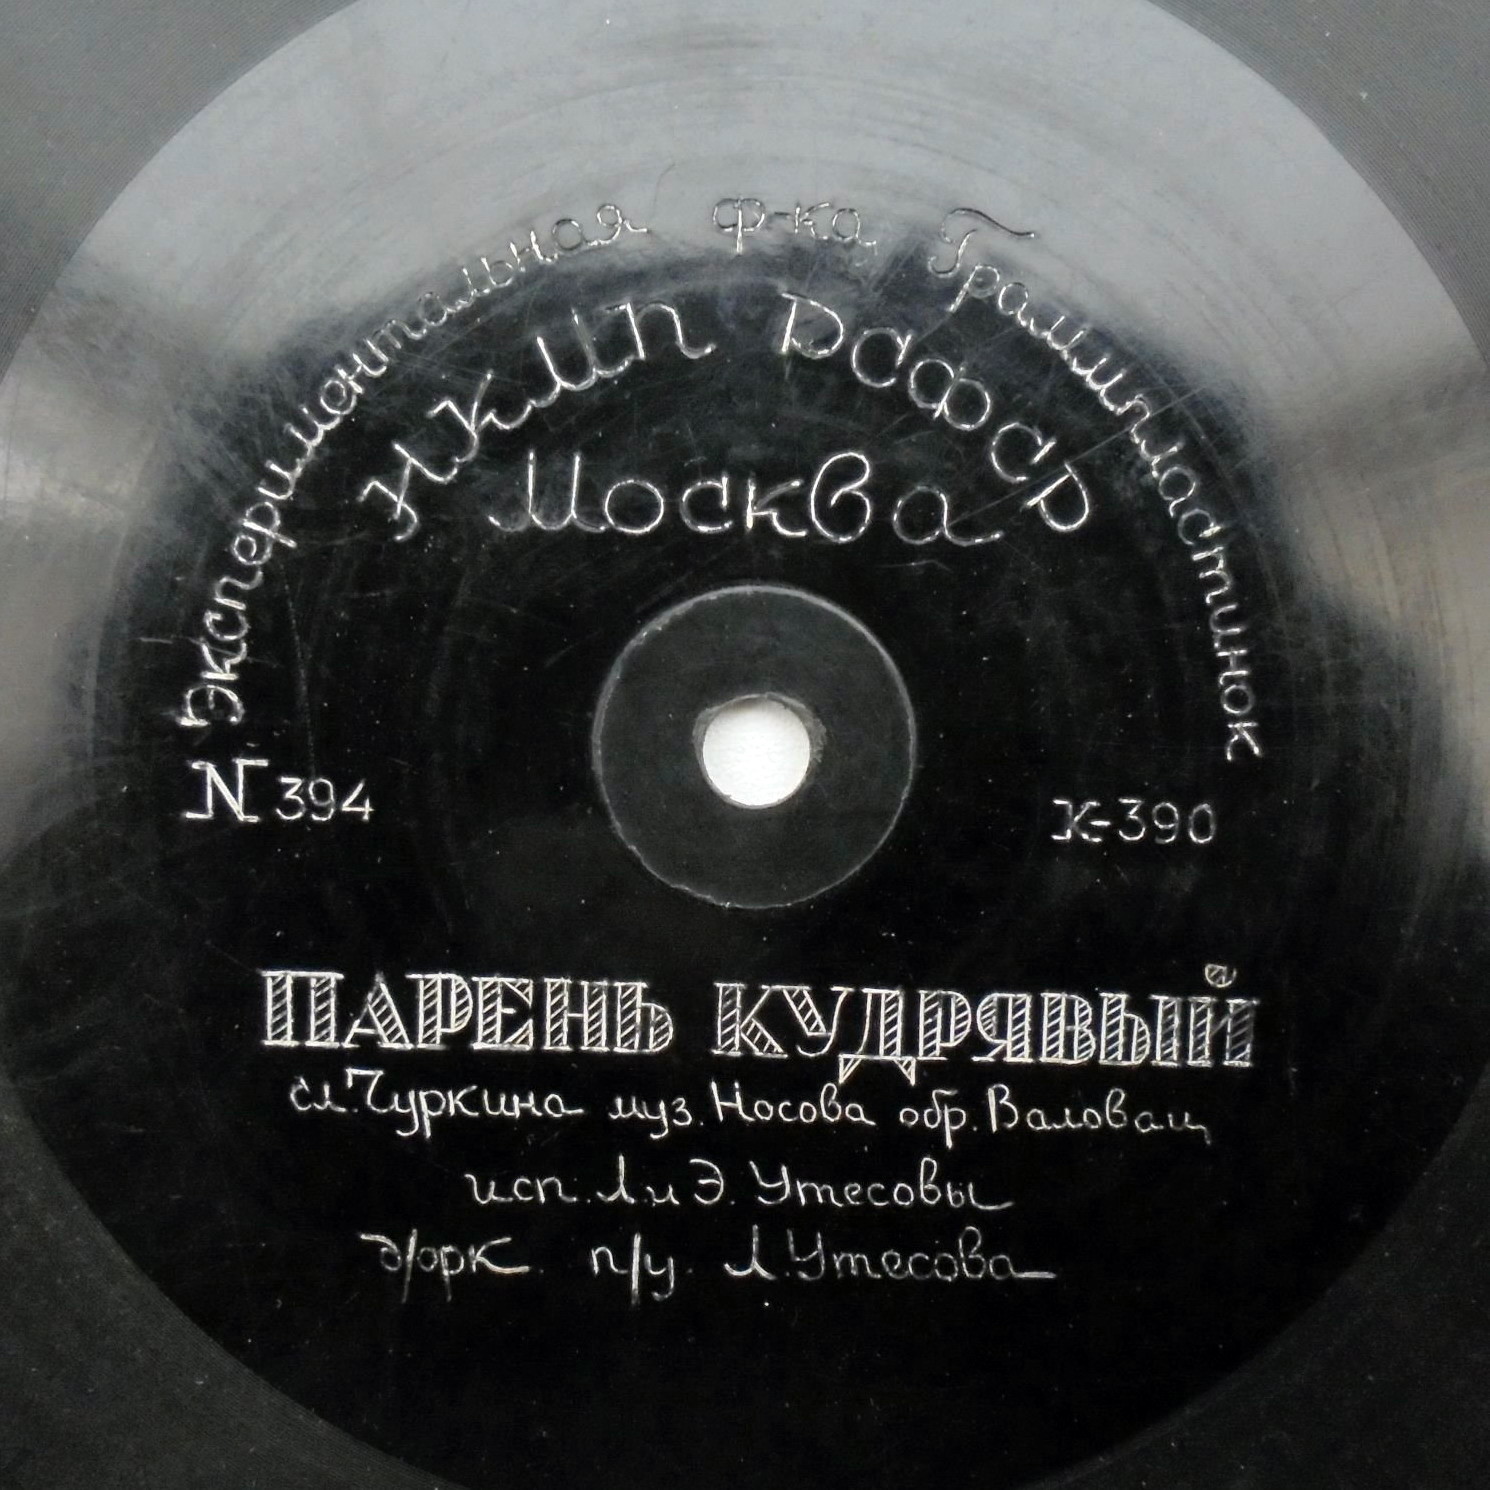 Экспериментальная ф-ка Грампластинок
НКМП РСФСР
Москва
N 394
К-390
ПАРЕНЬ КУДРЯВЫЙ
сл. Чуркина муз. Носова обр. Валовац
исп. Л и Э. Утесовы
д/орк. п/у. Л. Утесова